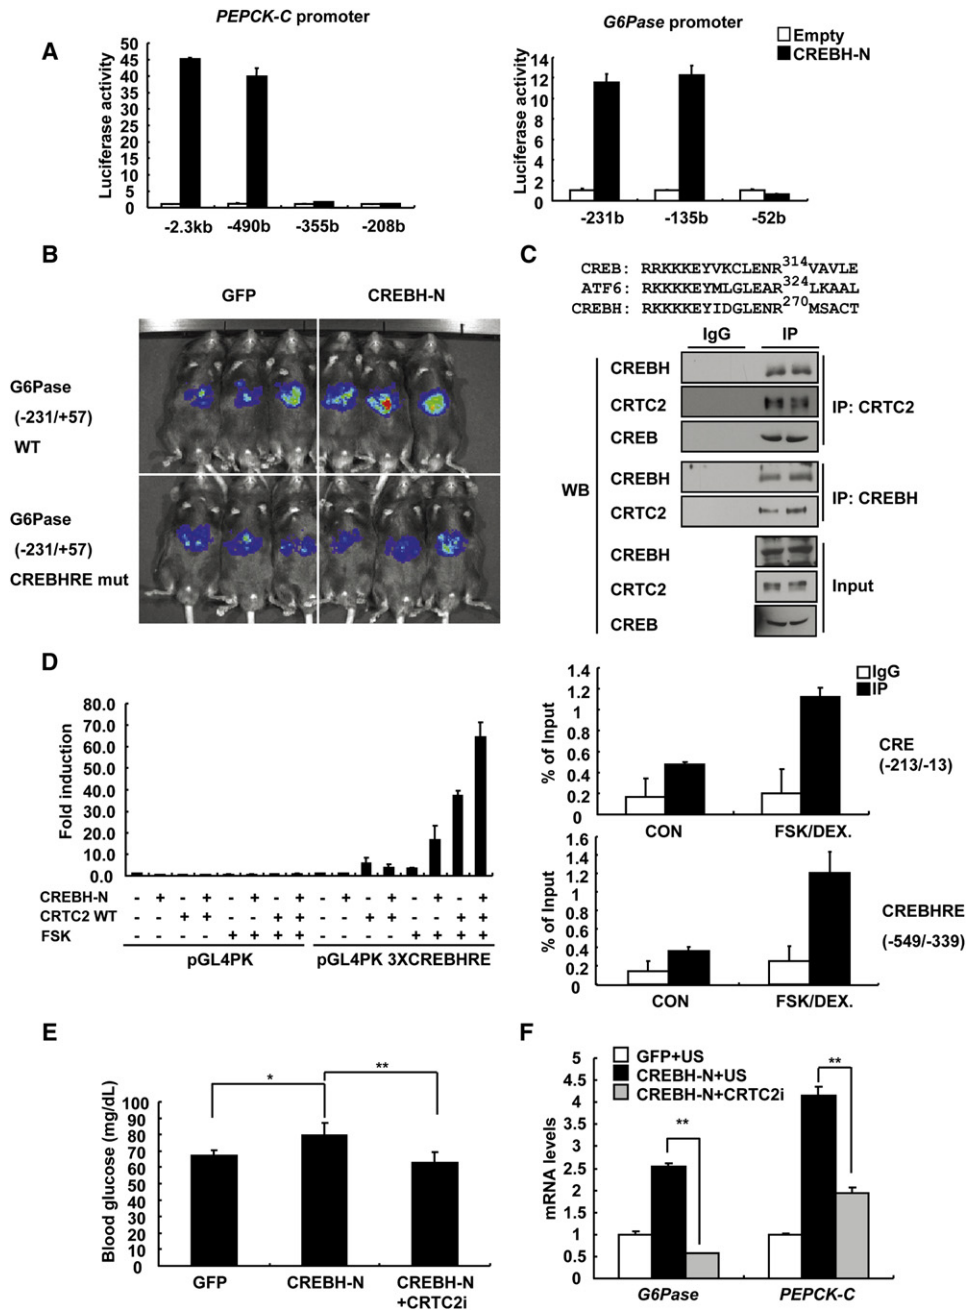 A
PEPCK-C promoter
Luciferase activity
50
45
40
35
30
25
20
15
10
5
0
-2.3kb -490b -355b -208b
G6Pase promoter
Empty
CREBH-N
Luciferase activity
14
12
10
8
6
4
2
0
-231b -135b -52b
B
GFP CREBH-N
G6Pase
(-231/+57)
WT
G6Pase
(-231/+57)
CREBHRE mut
C
CREB: RRKKKEYVKCLENR314VAVLE
ATF6: RKKKKEYMLGLEAR324LKAAL
CREBH: RKKKKEYIDGLENR270MSACT
IgG IP
WB
CREBH
CRTC2
CREB
IP: CRTC2
CREBH
CRTC2
IP: CREBH
CREBH
CRTC2
CREB
Input
D
Fold induction
80.0
70.0
60.0
50.0
40.0
30.0
20.0
10.0
0.0
CREBH-N - + - + - + - + - + - + - + - +
CRTC2 WT - - + + - - + + - - + + - - + +
FSK - - - - + + + + - - - - + + + +
pGL4PK pGL4PK 3XCREBHRE
IgG
IP
% of Input
1.4
1.2
1
0.8
0.6
0.4
0.2
0
CON FSK/DEX.
CRE
(-213/-13)
% of Input
1.6
1.4
1.2
1
0.8
0.6
0.4
0.2
0
CON FSK/DEX.
CREBHRE
(-549/-339)
E
Blood glucose (mg/dL)
100
90
80
70
60
50
40
30
20
10
0
* **
GFP CREBH-N CREBH-N
+CRTC2i
F
GFP+US
CREBH-N+US
CREBH-N+CRTC2i
mRNA levels
5
4.5
4
3.5
3
2.5
2
1.5
1
0.5
0
** **
G6Pase PEPCK-C